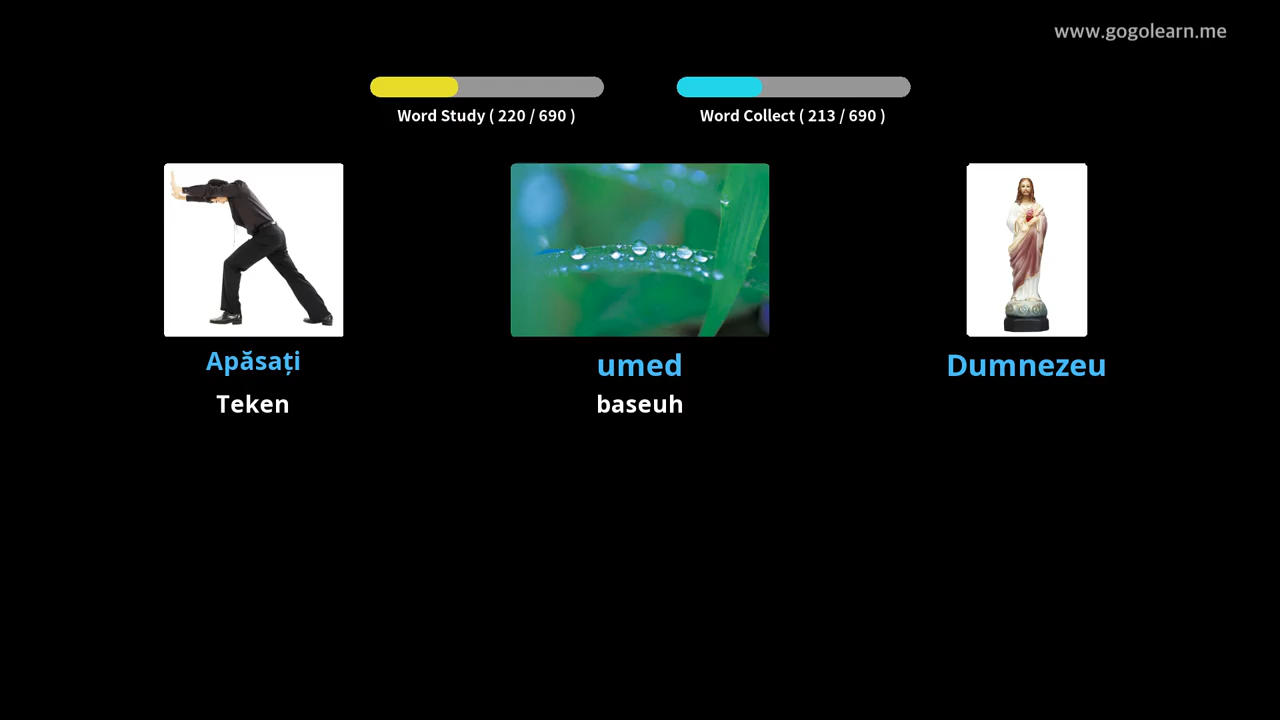 www.gogolearn.me
Word Study ( 220 / 690 )
Word Collect ( 213 / 690 )
Apăsați
umed
Dumnezeu
Teken
baseuh